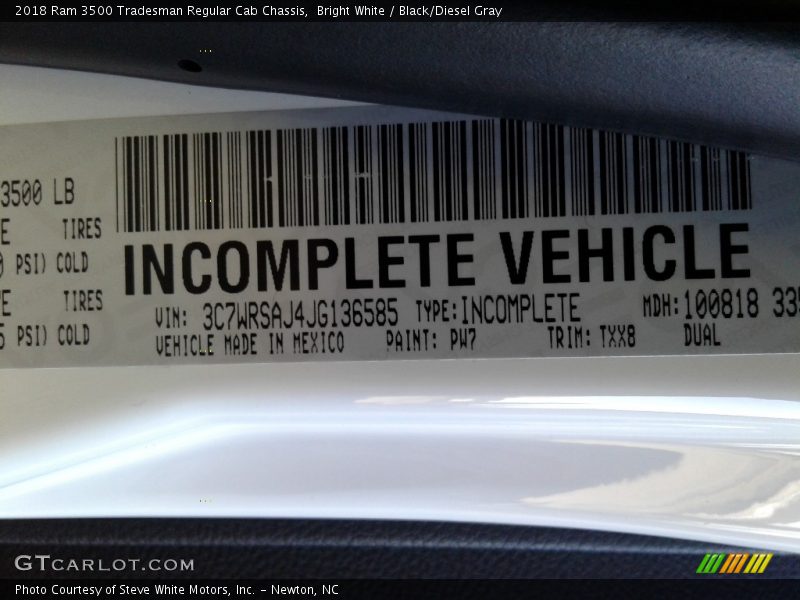 2018 Ram 3500 Tradesman Regular Cab Chassis, Bright White / Black/Diesel Gray
3500 LB
TIRES
PSI) COLD
TIRES
PSI) COLD
INCOMPLETE VEHICLE
VIN: 3C7WRSAJ4JG136585 TYPE: INCOMPLETE MDH: 100818 335
VEHICLE MADE IN MEXICO PAINT: PW7 TRIM: TXX8 DUAL
GTCARLOT.COM
Photo Courtesy of Steve White Motors, Inc. - Newton, NC